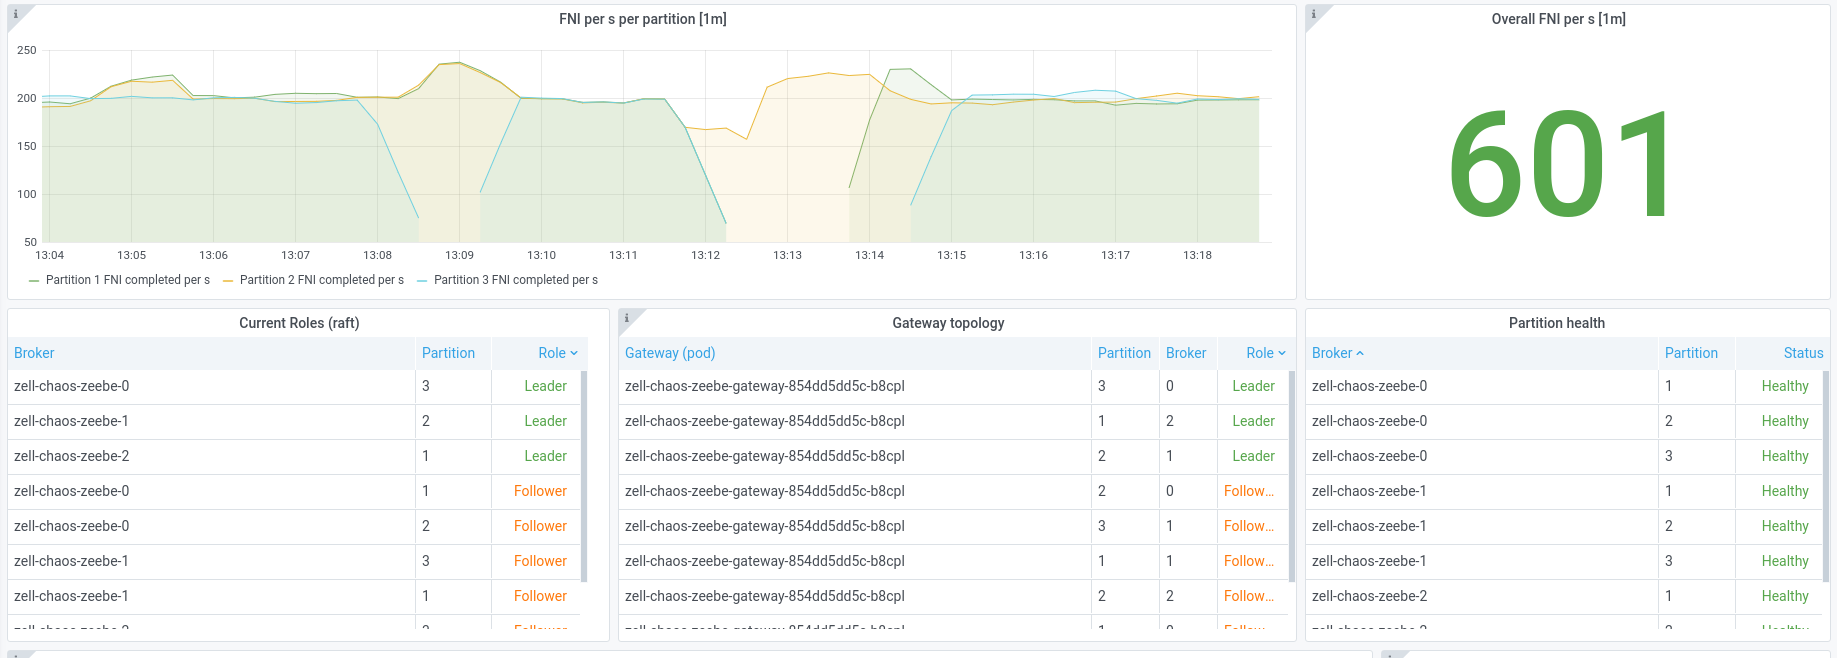 FNI per s per partition [1m]
250
200
150
100
50
13:04 13:05 13:06 13:07 13:08 13:09 13:10 13:11 13:12 13:13 13:14 13:15 13:16 13:17 13:18
Partition 1 FNI completed per s Partition 2 FNI completed per s Partition 3 FNI completed per s
Overall FNI per s [1m]
601
Current Roles (raft)
Broker Partition Role
zell-chaos-zeebe-0 3 Leader
zell-chaos-zeebe-1 2 Leader
zell-chaos-zeebe-2 1 Leader
zell-chaos-zeebe-0 1 Follower
zell-chaos-zeebe-0 2 Follower
zell-chaos-zeebe-1 3 Follower
zell-chaos-zeebe-1 1 Follower
Gateway topology
Gateway (pod) Partition Broker Role
zell-chaos-zeebe-gateway-854dd5dd5c-b8cpl 3 0 Leader
zell-chaos-zeebe-gateway-854dd5dd5c-b8cpl 1 2 Leader
zell-chaos-zeebe-gateway-854dd5dd5c-b8cpl 2 1 Leader
zell-chaos-zeebe-gateway-854dd5dd5c-b8cpl 2 0 Follow...
zell-chaos-zeebe-gateway-854dd5dd5c-b8cpl 3 1 Follow...
zell-chaos-zeebe-gateway-854dd5dd5c-b8cpl 1 1 Follow...
zell-chaos-zeebe-gateway-854dd5dd5c-b8cpl 2 2 Follow...
Partition health
Broker Partition Status
zell-chaos-zeebe-0 1 Healthy
zell-chaos-zeebe-0 2 Healthy
zell-chaos-zeebe-0 3 Healthy
zell-chaos-zeebe-1 1 Healthy
zell-chaos-zeebe-1 2 Healthy
zell-chaos-zeebe-1 3 Healthy
zell-chaos-zeebe-2 1 Healthy